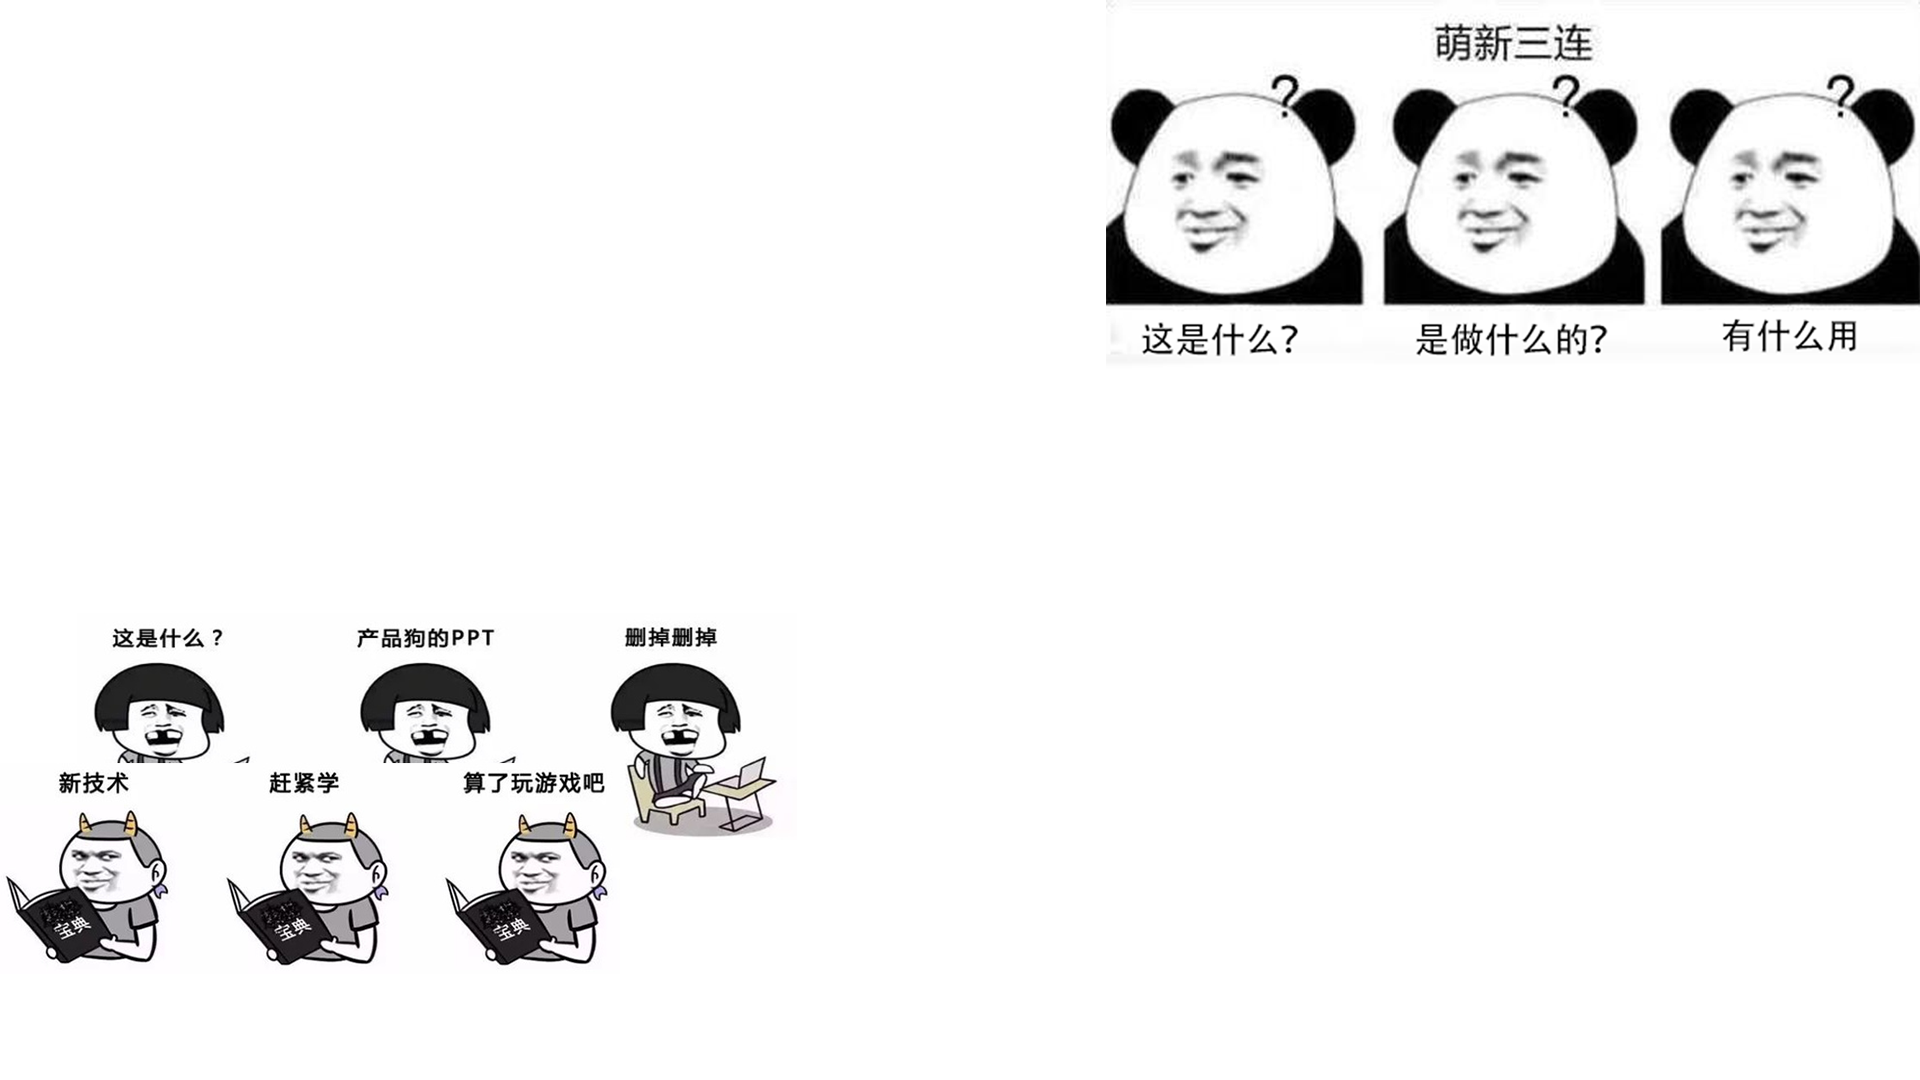 萌新三连
? ? ?
这是什么? 是做什么的? 有什么用
这是什么? 产品狗的PPT 删掉删掉
新技术 赶紧学 算了玩游戏吧
宝典 宝典 宝典